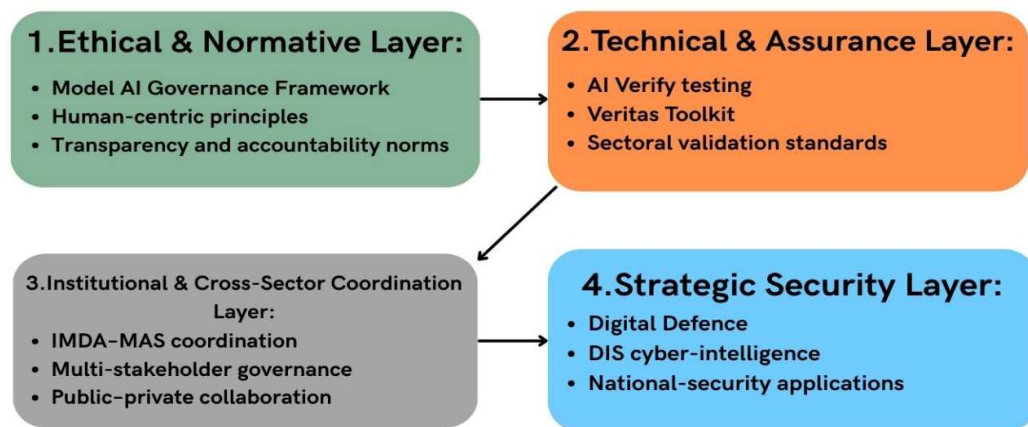 1.Ethical & Normative Layer:
• Model AI Governance Framework
• Human-centric principles
• Transparency and accountability norms
2.Technical & Assurance Layer:
• AI Verify testing
• Veritas Toolkit
• Sectoral validation standards
3.Institutional & Cross-Sector Coordination
Layer:
• IMDA–MAS coordination
• Multi-stakeholder governance
• Public–private collaboration
4.Strategic Security Layer:
• Digital Defence
• DIS cyber-intelligence
• National-security applications